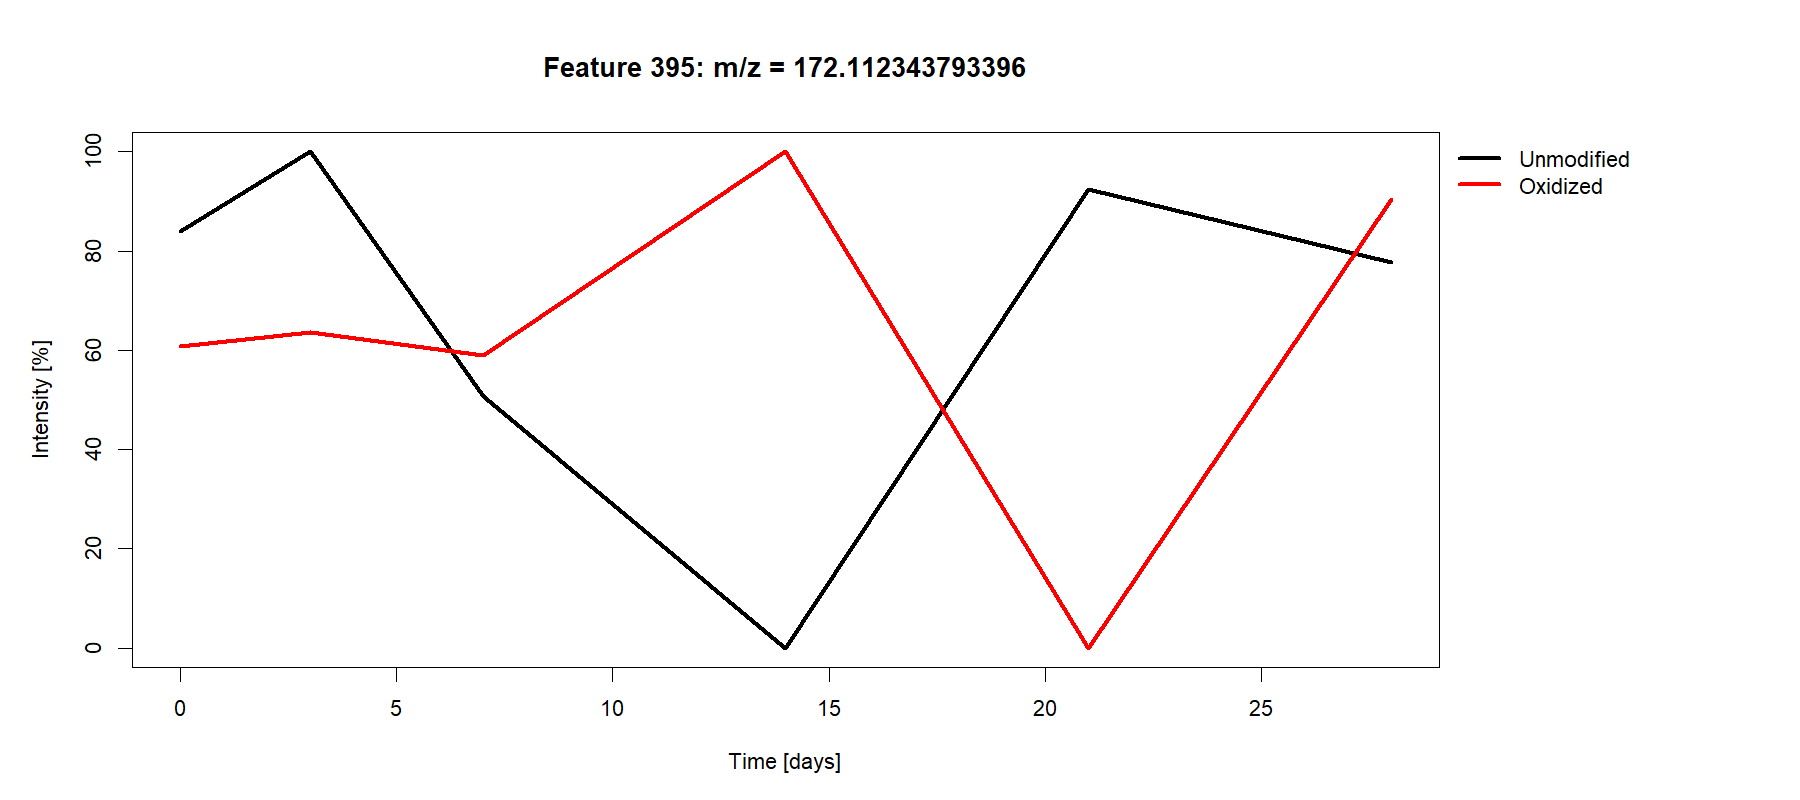 Feature 395: m/z = 172.112343793396
Unmodified
Oxidized
Intensity [%]
100
80
60
40
20
0
0 5 10 15 20 25
Time [days]